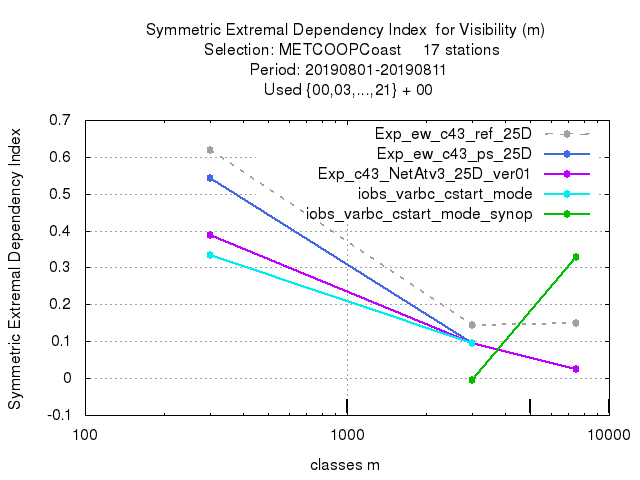 Symmetric Extremal Dependency Index for Visibility (m)
Selection: METCOOPCoast 17 stations
Period: 20190801-20190811
Used {00,03,...,21} + 00
Symmetric Extremal Dependency Index
0.7
0.6
0.5
0.4
0.3
0.2
0.1
0
-0.1
Exp_ew_c43_ref_25D
Exp_ew_c43_ps_25D
Exp_c43_NetAtv3_25D_ver01
iobs_varbc_cstart_mode
iobs_varbc_cstart_mode_synop
100
1000
10000
classes m